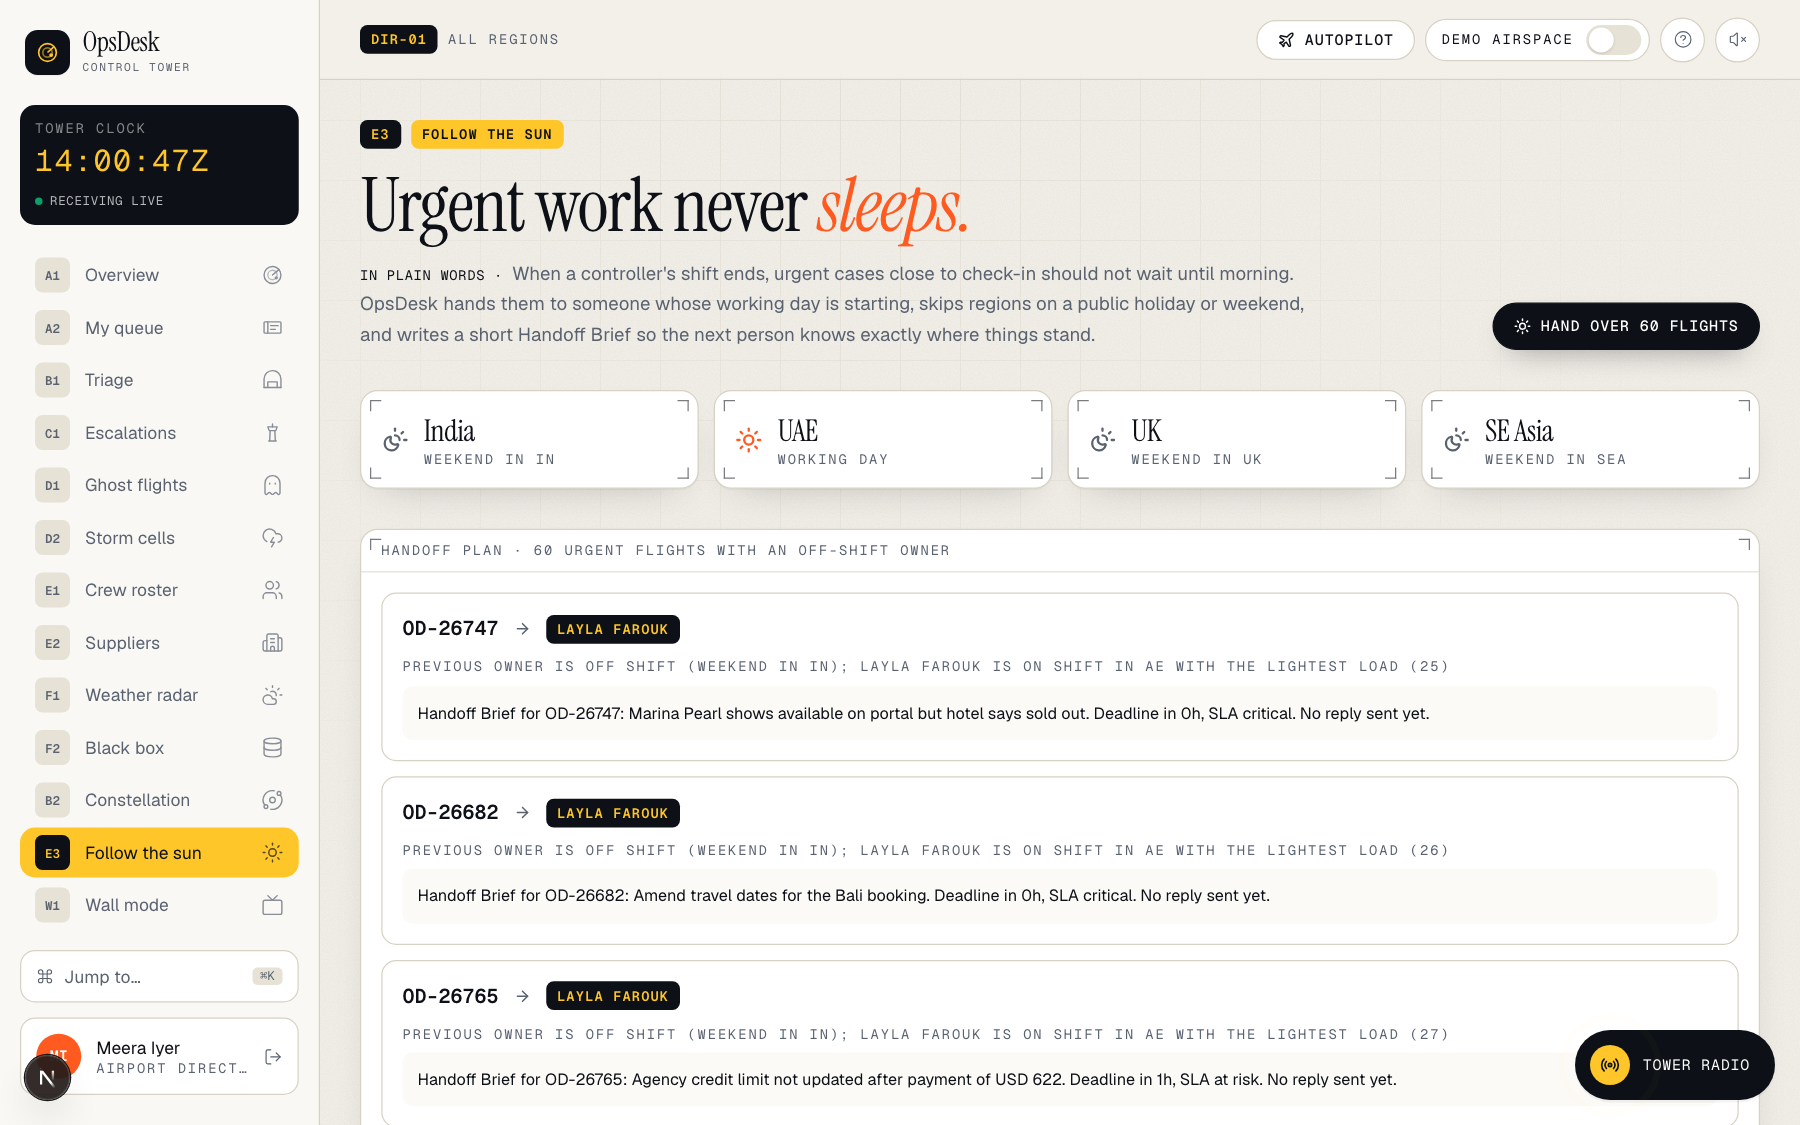 OpsDesk
CONTROL TOWER
TOWER CLOCK
14:00:47Z
RECEIVING LIVE
A1 Overview
A2 My queue
B1 Triage
C1 Escalations
D1 Ghost flights
D2 Storm cells
E1 Crew roster
E2 Suppliers
F1 Weather radar
F2 Black box
B2 Constellation
E3 Follow the sun
W1 Wall mode
Jump to… ⌘K
Meera Iyer
AIRPORT DIRECT…
N
DIR-01 ALL REGIONS
AUTOPILOT
DEMO AIRSPACE
E3 FOLLOW THE SUN
Urgent work never sleeps.
IN PLAIN WORDS · When a controller's shift ends, urgent cases close to check-in should not wait until morning.
OpsDesk hands them to someone whose working day is starting, skips regions on a public holiday or weekend,
and writes a short Handoff Brief so the next person knows exactly where things stand.
HAND OVER 60 FLIGHTS
India
WEEKEND IN IN
UAE
WORKING DAY
UK
WEEKEND IN UK
SE Asia
WEEKEND IN SEA
HANDOFF PLAN · 60 URGENT FLIGHTS WITH AN OFF-SHIFT OWNER
OD-26747 → LAYLA FAROUK
PREVIOUS OWNER IS OFF SHIFT (WEEKEND IN IN); LAYLA FAROUK IS ON SHIFT IN AE WITH THE LIGHTEST LOAD (25)
Handoff Brief for OD-26747: Marina Pearl shows available on portal but hotel says sold out. Deadline in 0h, SLA critical. No reply sent yet.
OD-26682 → LAYLA FAROUK
PREVIOUS OWNER IS OFF SHIFT (WEEKEND IN IN); LAYLA FAROUK IS ON SHIFT IN AE WITH THE LIGHTEST LOAD (26)
Handoff Brief for OD-26682: Amend travel dates for the Bali booking. Deadline in 0h, SLA critical. No reply sent yet.
OD-26765 → LAYLA FAROUK
PREVIOUS OWNER IS OFF SHIFT (WEEKEND IN IN); LAYLA FAROUK IS ON SHIFT IN AE WITH THE LIGHTEST LOAD (27)
Handoff Brief for OD-26765: Agency credit limit not updated after payment of USD 622. Deadline in 1h, SLA at risk. No reply sent yet.
TOWER RADIO